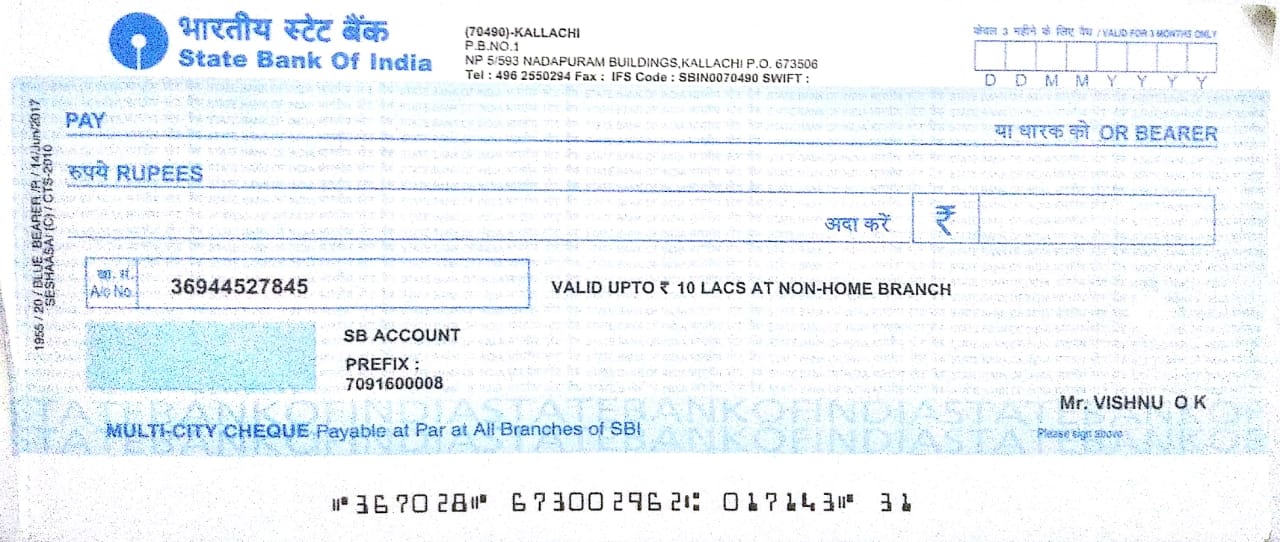 भारतीय स्टेट बैंक
State Bank Of India
(70490)-KALLACHI
P.B.NO.1
NP 5/593 NADAPURAM BUILDINGS,KALLACHI P.O. 673506
Tel : 496 2550294 Fax : IFS Code : SBIN0070490 SWIFT :
केवल 3 महीने के लिए वैध / VALID FOR 3 MONTHS ONLY
D D M M Y Y Y Y
PAY
या धारक को OR BEARER
रुपये RUPEES
अदा करें ₹
खा. सं.
A/c No.
36944527845
VALID UPTO ₹ 10 LACS AT NON-HOME BRANCH
SB ACCOUNT
PREFIX :
7091600008
Mr. VISHNU O K
STATEBANKOFINDIASTATEBANKOFINDIASTATEBANKOF
MULTI-CITY CHEQUE Payable at Par at All Branches of SBI
Please sign above
1955 / 20 / BLUE BEARER /R / 14/Jun/2017
SESHAASAI (C) / CTS-2010
⑈367028⑈ 673002962⑆ 017143⑈ 31